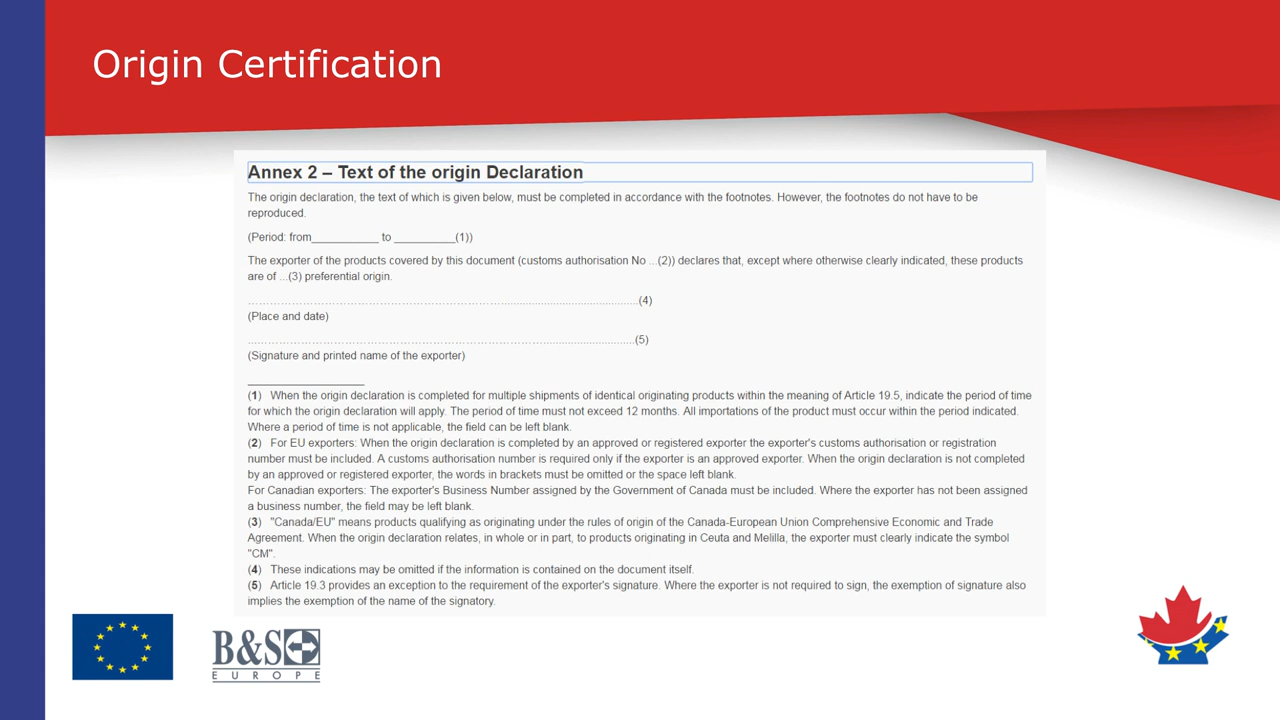 Origin Certification
Annex 2 – Text of the origin Declaration
The origin declaration, the text of which is given below, must be completed in accordance with the footnotes. However, the footnotes do not have to be
reproduced.
(Period: from___________ to __________(1))
The exporter of the products covered by this document (customs authorisation No ...(2)) declares that, except where otherwise clearly indicated, these products
are of ...(3) preferential origin.
…………………………………………………………….......................................(4)
(Place and date)
…..……………………………………………………………………...............................(5)
(Signature and printed name of the exporter)
___________________
(1) When the origin declaration is completed for multiple shipments of identical originating products within the meaning of Article 19.5, indicate the period of time
for which the origin declaration will apply. The period of time must not exceed 12 months. All importations of the product must occur within the period indicated.
Where a period of time is not applicable, the field can be left blank.
(2) For EU exporters: When the origin declaration is completed by an approved or registered exporter the exporter's customs authorisation or registration
number must be included. A customs authorisation number is required only if the exporter is an approved exporter. When the origin declaration is not completed
by an approved or registered exporter, the words in brackets must be omitted or the space left blank.
For Canadian exporters: The exporter's Business Number assigned by the Government of Canada must be included. Where the exporter has not been assigned
a business number, the field may be left blank.
(3) "Canada/EU" means products qualifying as originating under the rules of origin of the Canada-European Union Comprehensive Economic and Trade
Agreement. When the origin declaration relates, in whole or in part, to products originating in Ceuta and Melilla, the exporter must clearly indicate the symbol
"CM".
(4) These indications may be omitted if the information is contained on the document itself.
(5) Article 19.3 provides an exception to the requirement of the exporter's signature. Where the exporter is not required to sign, the exemption of signature also
implies the exemption of the name of the signatory.
B&S
EUROPE